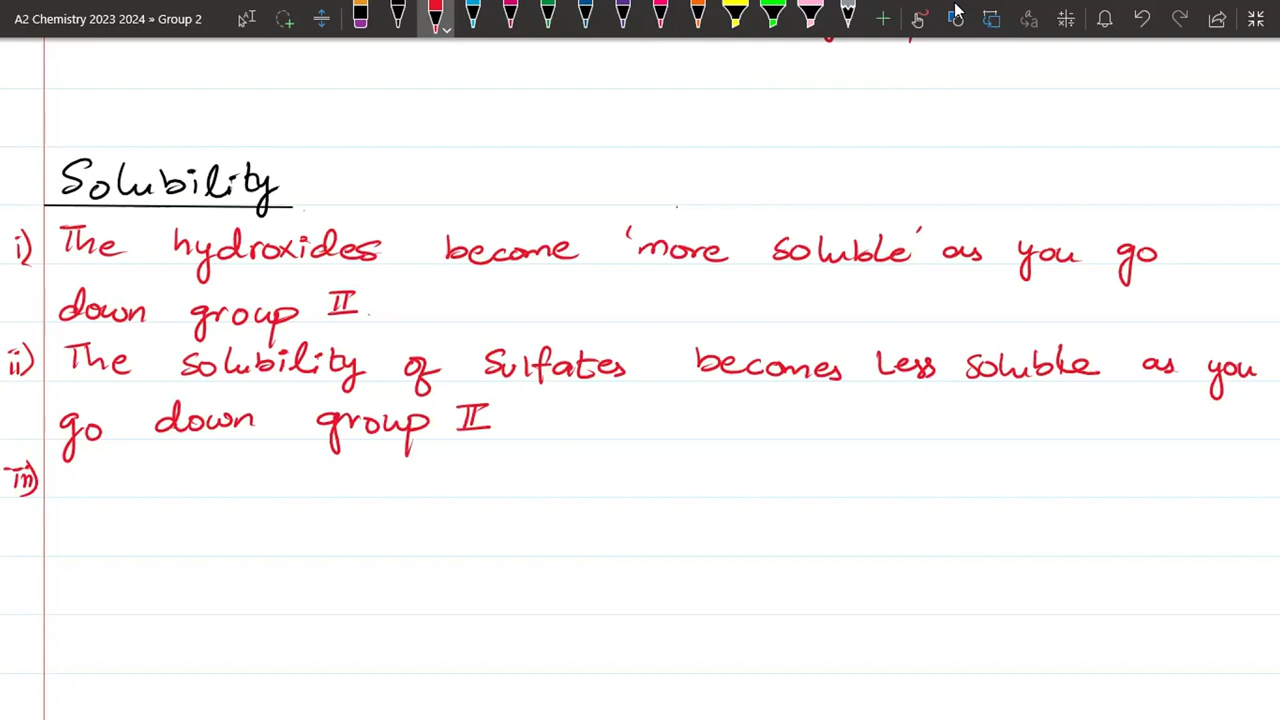 A2 Chemistry 2023 2024 » Group 2
Solubility
i) The hydroxides become 'more soluble' as you go
down group II.
ii) The solubility of Sulfates becomes less soluble as you
go down group II
iii)